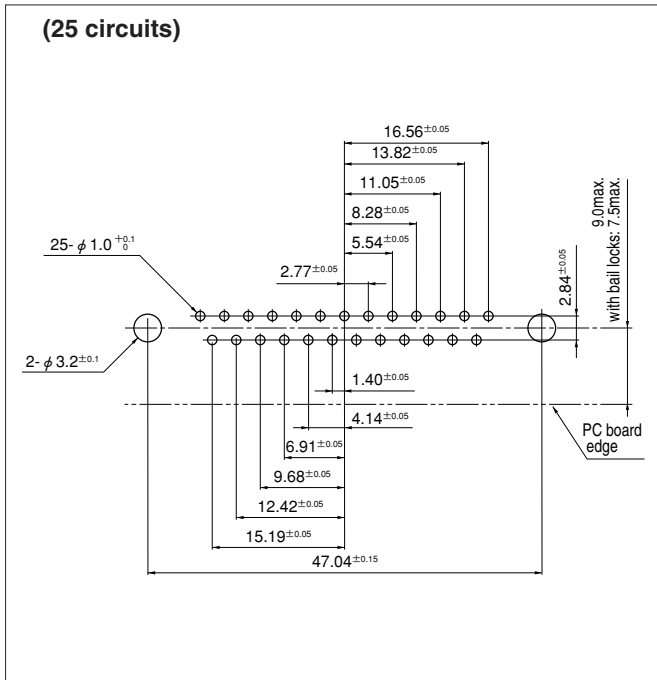 (25 circuits)
16.56±0.05
13.82±0.05
11.05±0.05
8.28±0.05
5.54±0.05
2.77±0.05
25- φ 1.0 +0.1 0
2.84±0.05
9.0max.
with bail locks: 7.5max.
2- φ 3.2±0.1
1.40±0.05
4.14±0.05
6.91±0.05
9.68±0.05
12.42±0.05
15.19±0.05
47.04±0.15
PC board
edge